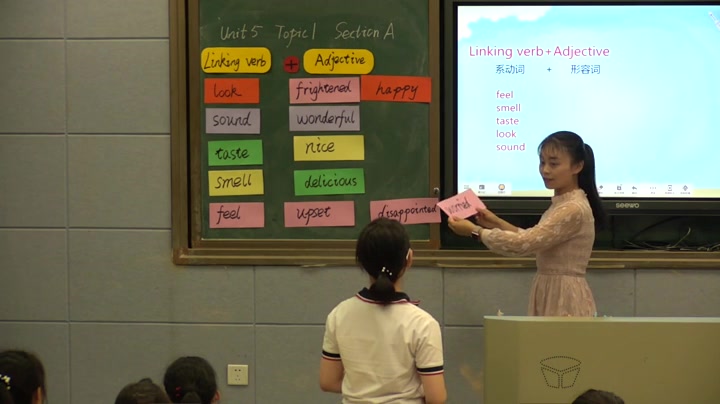 Unit 5 Topic 1 Section A
Linking verb + Adjective
look frightened happy
sound wonderful
taste nice
smell delicious
feel upset disappointed
Linking verb+Adjective
系动词 + 形容词
feel
smell
taste
look
sound
seewo